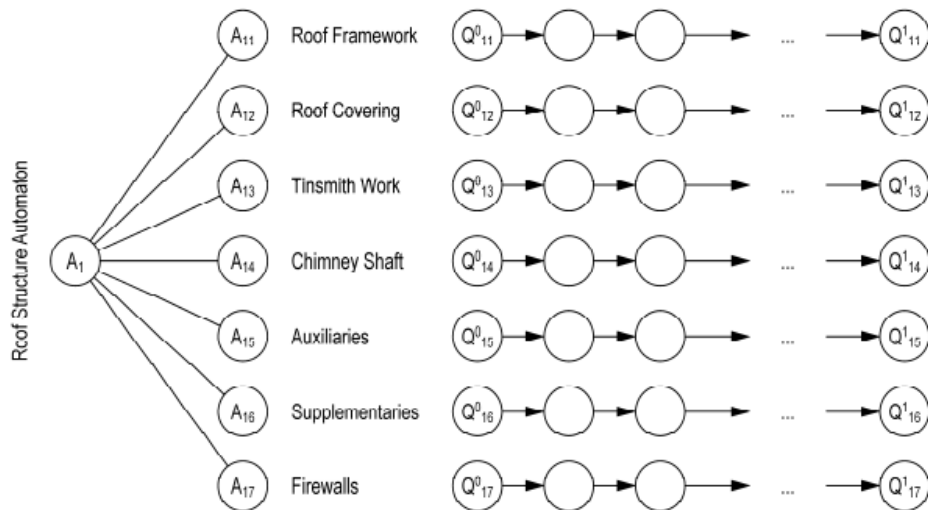 A11 Roof Framework Q⁰11 ... Q¹11
A12 Roof Covering Q⁰12 ... Q¹12
A13 Tinsmith Work Q⁰13 ... Q¹13
Roof Structure Automaton
A1
A14 Chimney Shaft Q⁰14 ... Q¹14
A15 Auxiliaries Q⁰15 ... Q¹15
A16 Supplementaries Q⁰16 ... Q¹16
A17 Firewalls Q⁰17 ... Q¹17